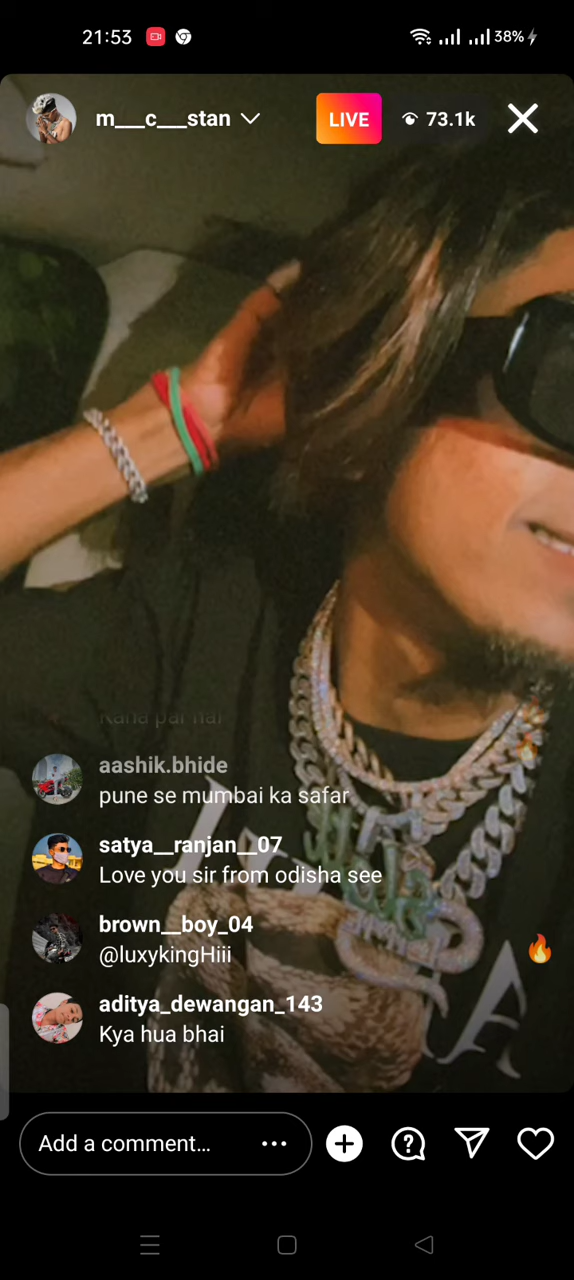 21:53
38%
m___c___stan
LIVE
73.1k
aashik.bhide
pune se mumbai ka safar
satya__ranjan__07
Love you sir from odisha see
brown__boy_04
@luxykingHiii
aditya_dewangan_143
Kya hua bhai
Add a comment...